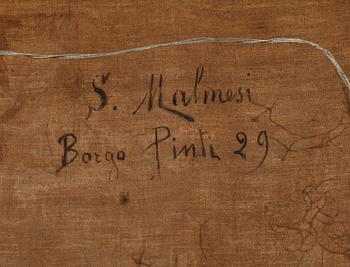 S. Malmesi
Borgo Pinti 29